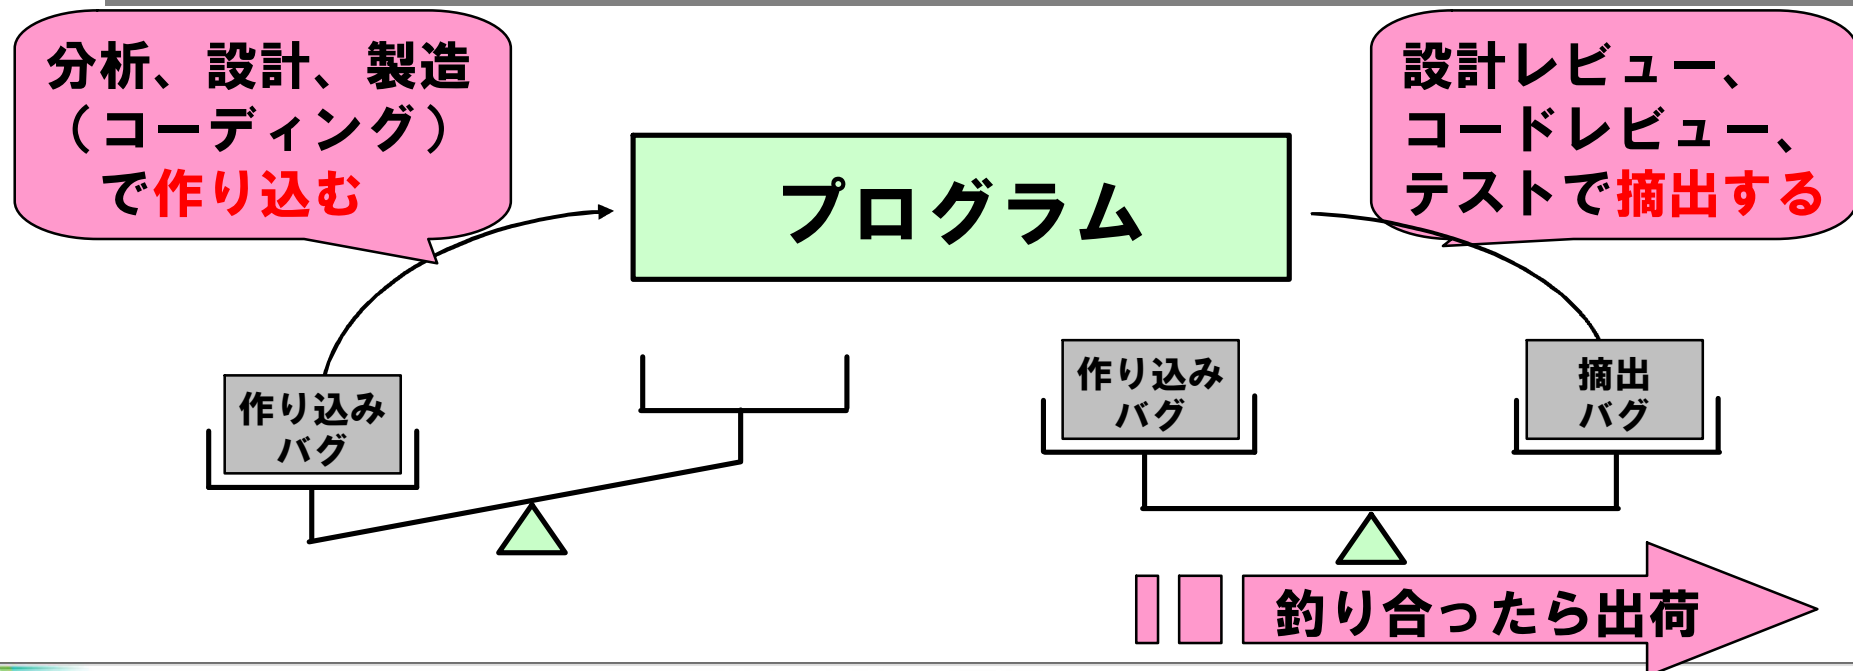 分析、設計、製造
（コーディング）
で作り込む
設計レビュー、
コードレビュー、
テストで摘出する
プログラム
作り込み
バグ
作り込み
バグ
摘出
バグ
釣り合ったら出荷